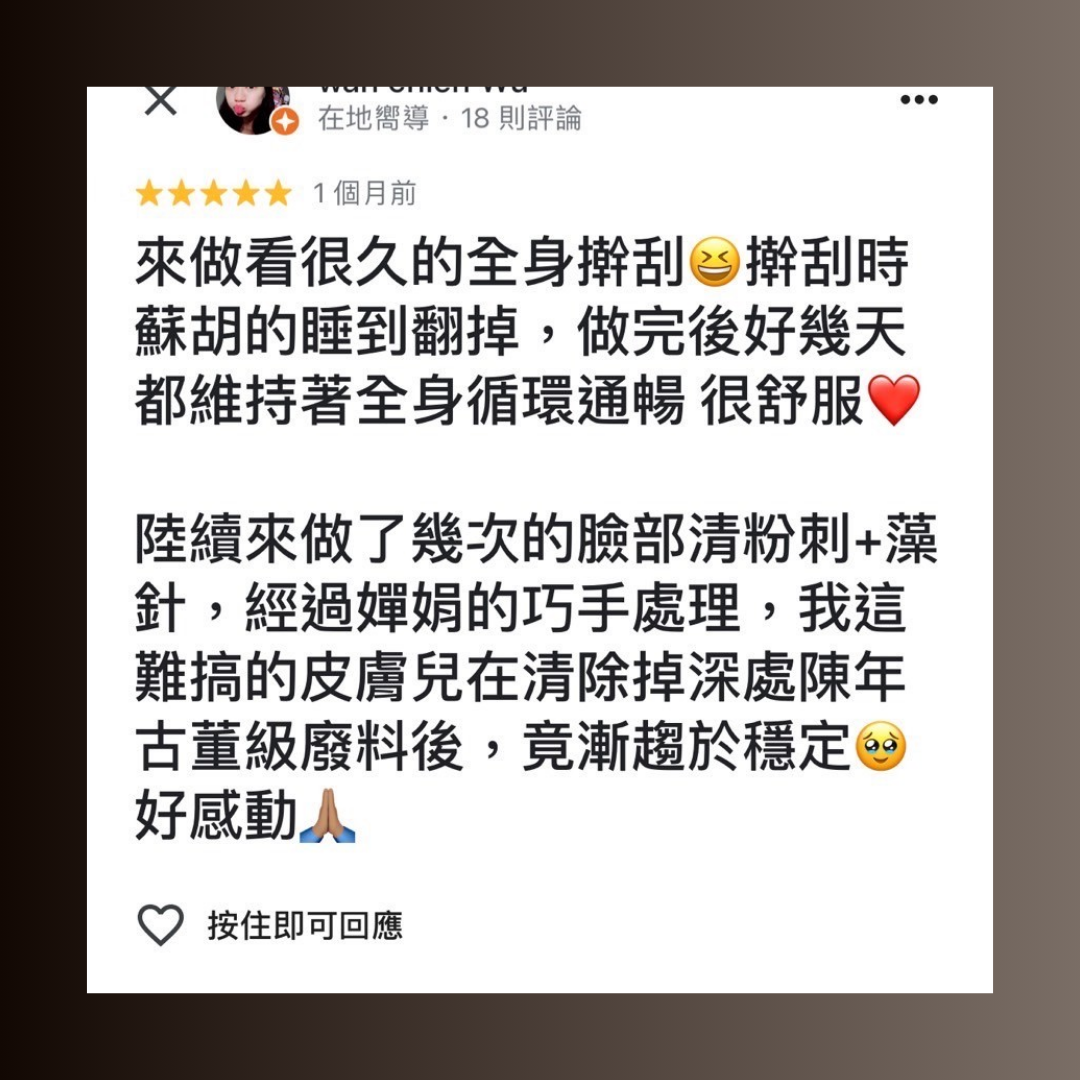 在地嚮導 · 18 則評論
1 個月前
來做看很久的全身擀刮😆擀刮時
蘇胡的睡到翻掉，做完後好幾天
都維持著全身循環通暢 很舒服❤️
陸續來做了幾次的臉部清粉刺+藻
針，經過嬋娟的巧手處理，我這
難搞的皮膚兒在清除掉深處陳年
古董級廢料後，竟漸趨於穩定🥹
好感動🙏🏽
按住即可回應